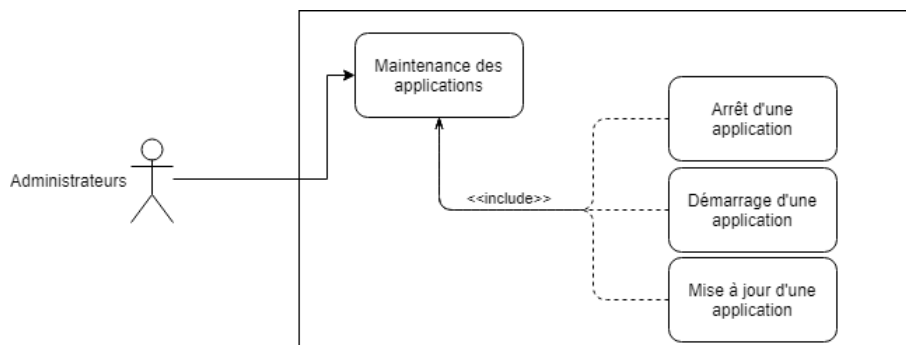 Maintenance des
applications
Arrêt d'une
application
Administrateurs
<<include>>
Démarrage d'une
application
Mise à jour d'une
application